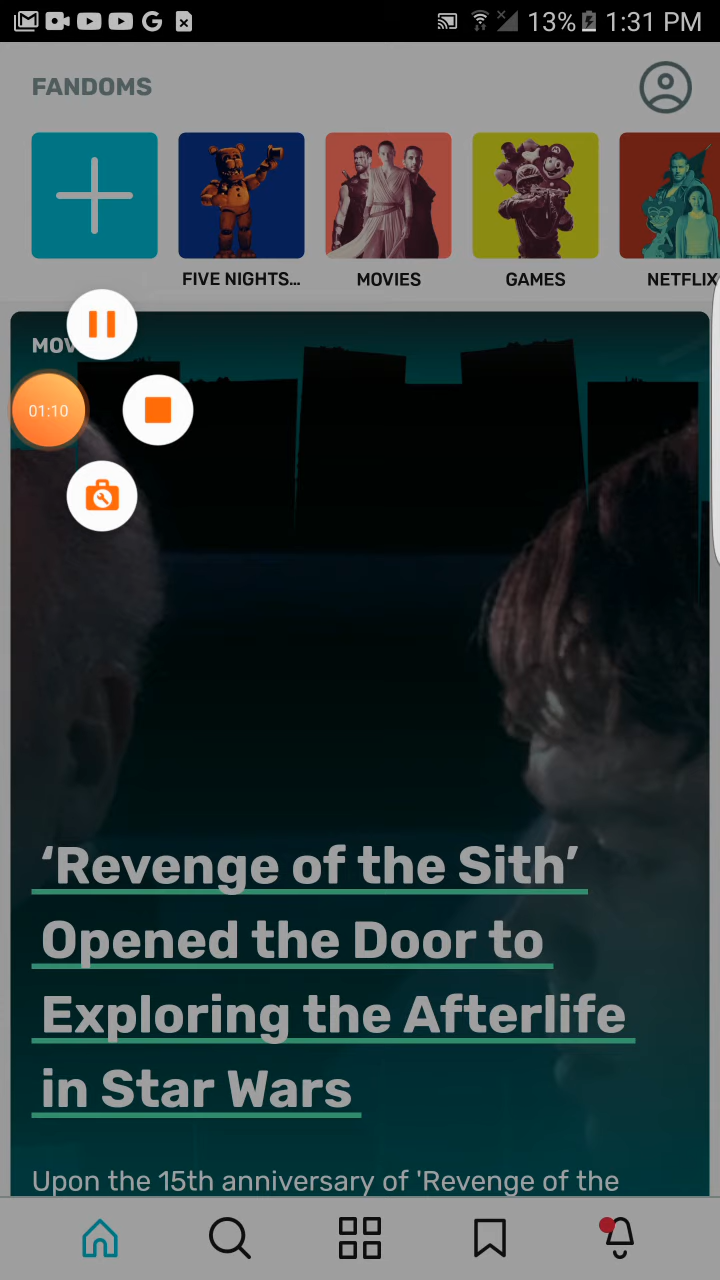 13% 1:31 PM
FANDOMS
FIVE NIGHTS... MOVIES GAMES NETFLIX
MOV
01:10
‘Revenge of the Sith’
Opened the Door to
Exploring the Afterlife
in Star Wars
Upon the 15th anniversary of 'Revenge of the